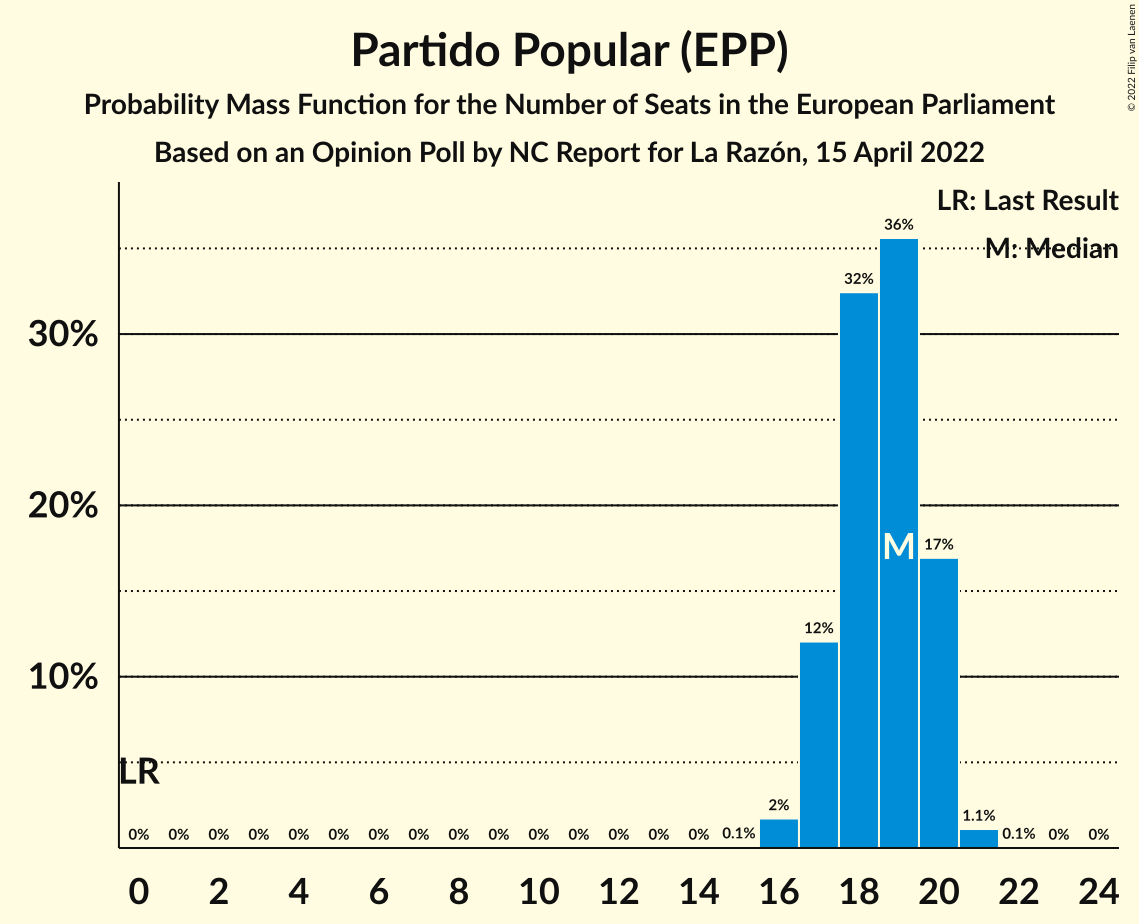 Partido Popular (EPP)
Probability Mass Function for the Number of Seats in the European Parliament
Based on an Opinion Poll by NC Report for La Razón, 15 April 2022
© 2022 Filip van Laenen
LR: Last Result
M: Median
36%
32%
30%
20%
M
17%
12%
10%
LR
0% 0% 0% 0% 0% 0% 0% 0% 0% 0% 0% 0% 0% 0% 0% 0.1% 2% 1.1% 0.1% 0% 0%
0 2 4 6 8 10 12 14 16 18 20 22 24